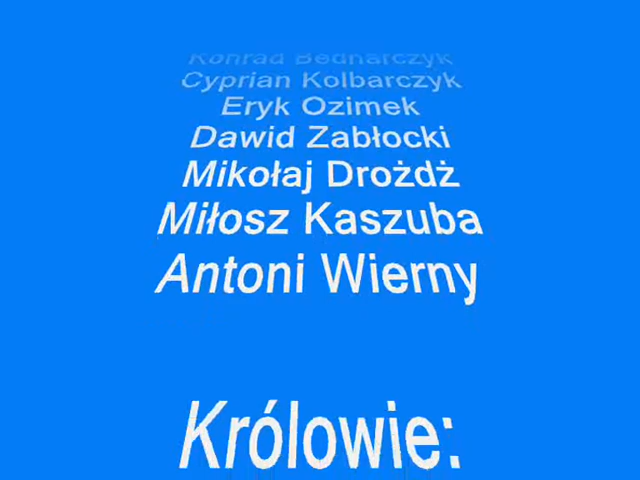 Konrad Bednarczyk
Cyprian Kolbarczyk
Eryk Ozimek
Dawid Zabłocki
Mikołaj Drożdż
Miłosz Kaszuba
Antoni Wierny
Królowie: